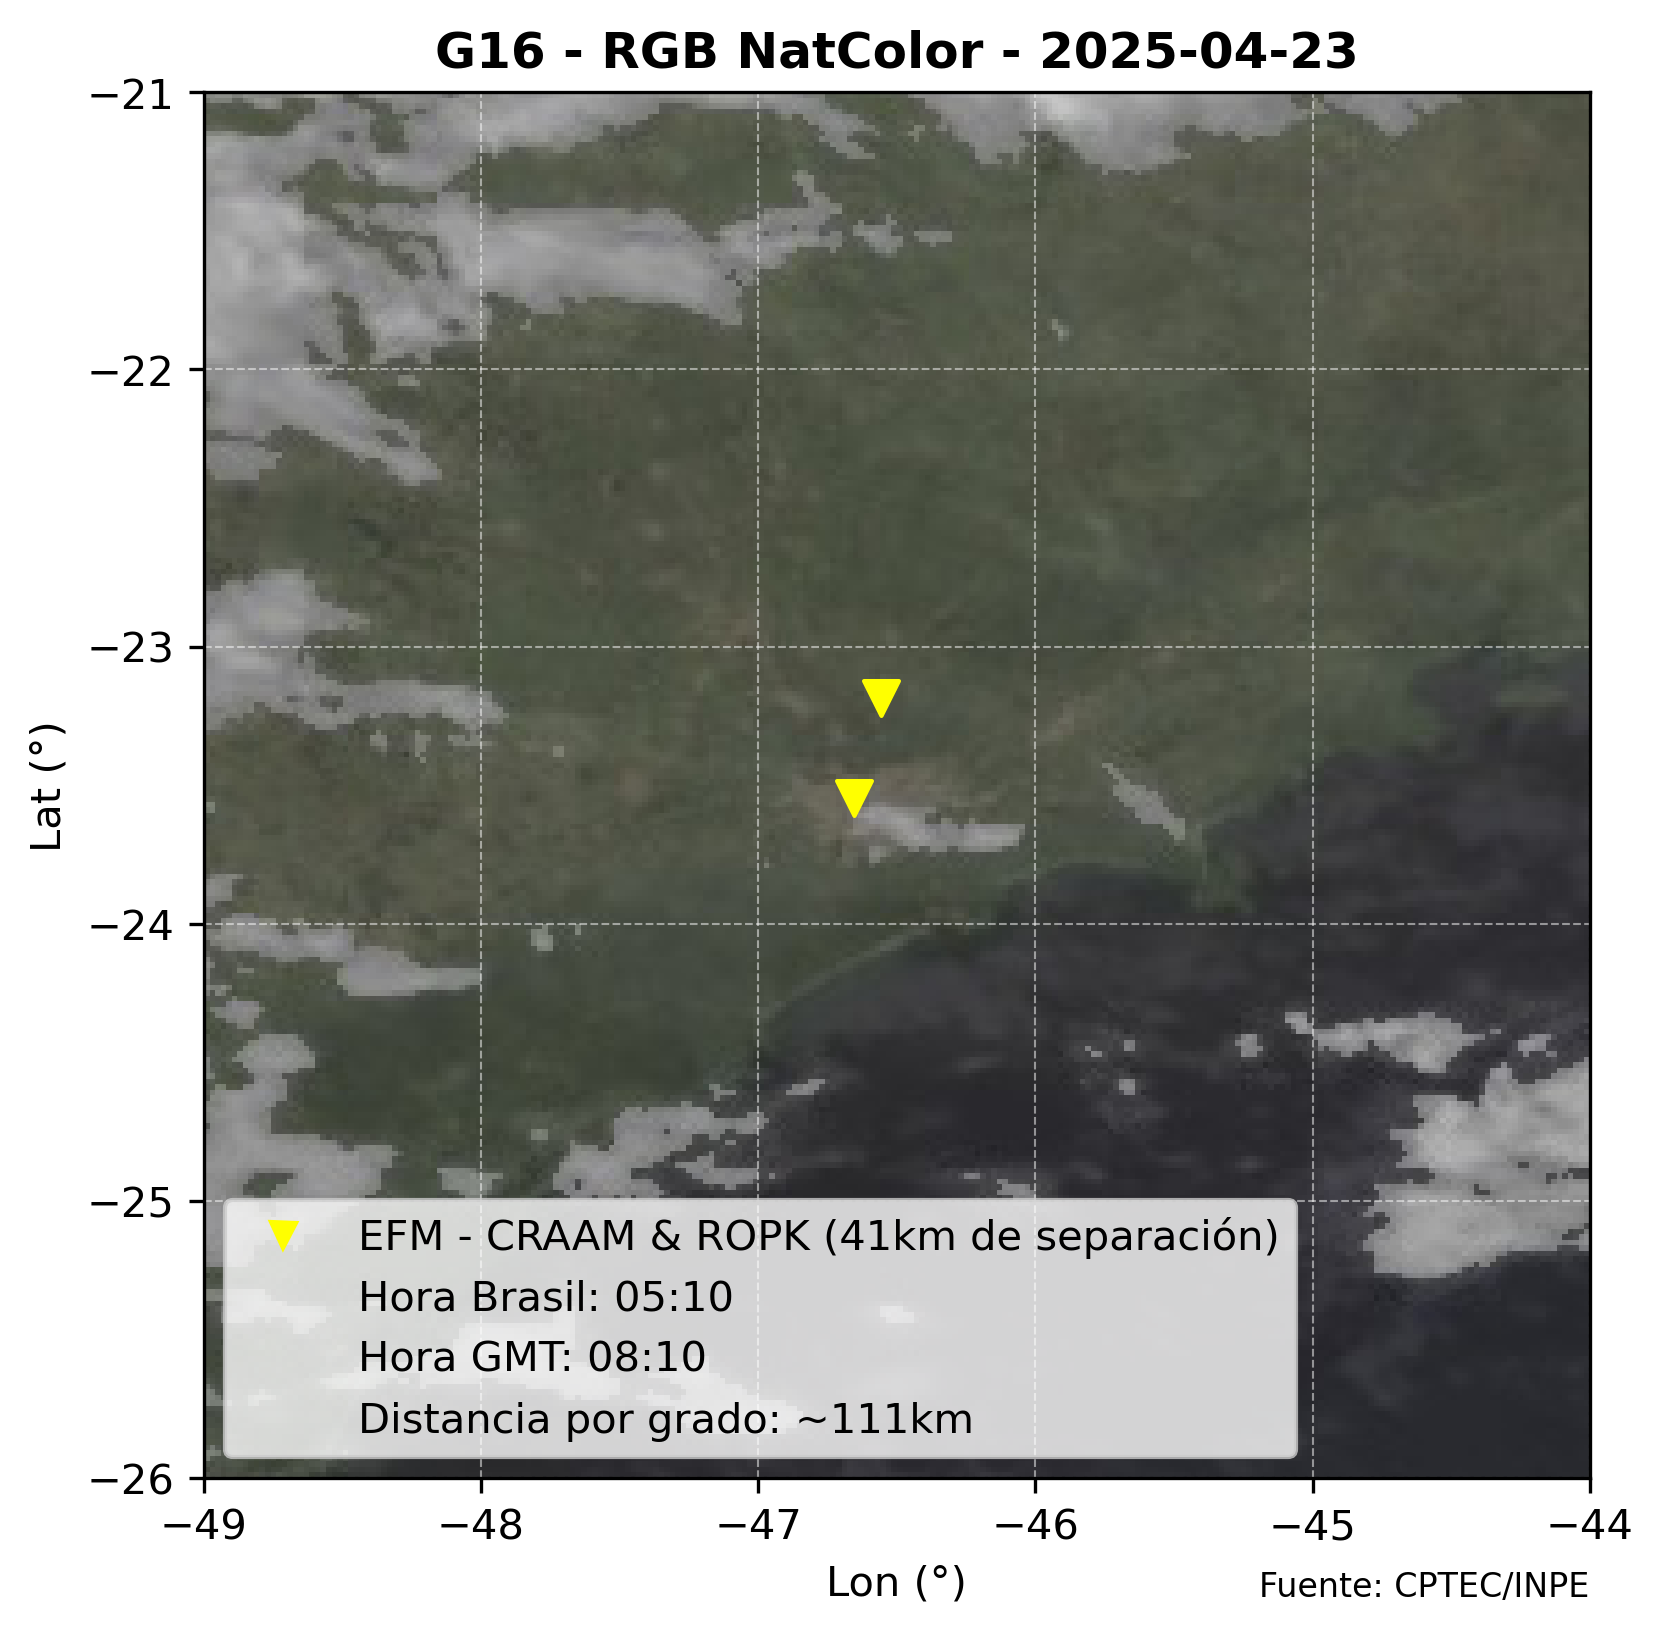 G16 - RGB NatColor - 2025-04-23
−21
−22
−23
−24
−25
−26
Lat (°)
EFM - CRAAM & ROPK (41km de separación)
Hora Brasil: 05:10
Hora GMT: 08:10
Distancia por grado: ~111km
−49 −48 −47 −46 −45 −44
Lon (°)
Fuente: CPTEC/INPE